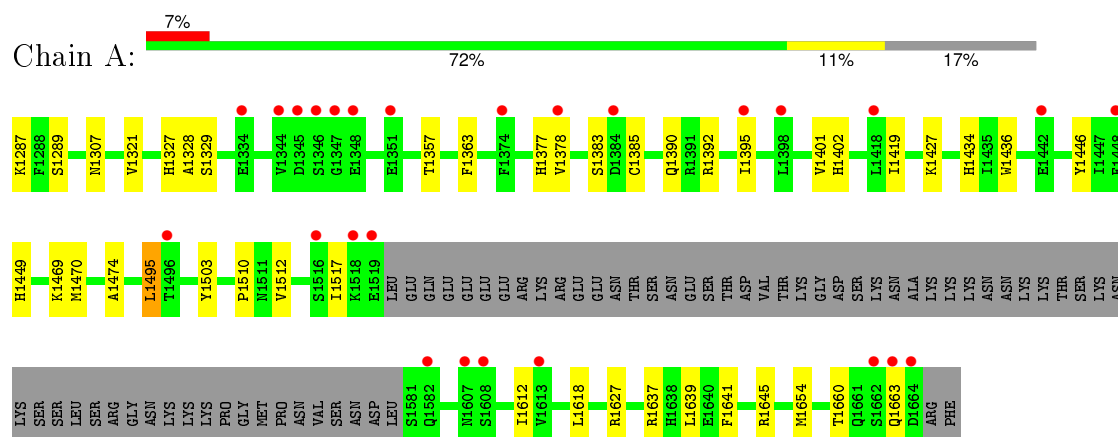 7%
Chain A:
72% 11% 17%
K1287 F1288 S1289 N1307 V1321 H1327 A1328 S1329 E1334 V1344 D1345 S1346 G1347 E1348 E1351 T1357 F1363 F1374 H1377 V1378 S1383 D1384 C1385 Q1390 R1391 R1392 I1395 L1398 V1401 H1402 L1418 I1419 K1427 H1434 I1435 W1436 E1442 Y1446 I1447
H1449 K1469 M1470 A1474 L1495 T1496 Y1503 P1510 N1511 V1512 S1516 I1517 K1518 E1519 LEU GLU GLN GLU GLU GLU GLU ARG LYS ARG GLU GLU ASN THR SER ASN GLU SER THR ASP VAL THR LYS GLY ASP SER LYS ASN ALA LYS LYS LYS ASN ASN LYS LYS THR SER LYS ASN
LYS SER SER LEU SER ARG GLY ASN LYS LYS LYS PRO GLY MET PRO ASN VAL SER ASN ASP LEU S1581 Q1582 N1607 S1608 I1612 V1613 L1618 R1627 R1637 H1638 L1639 E1640 F1641 R1645 M1654 T1660 Q1661 S1662 Q1663 D1664 ARG PHE